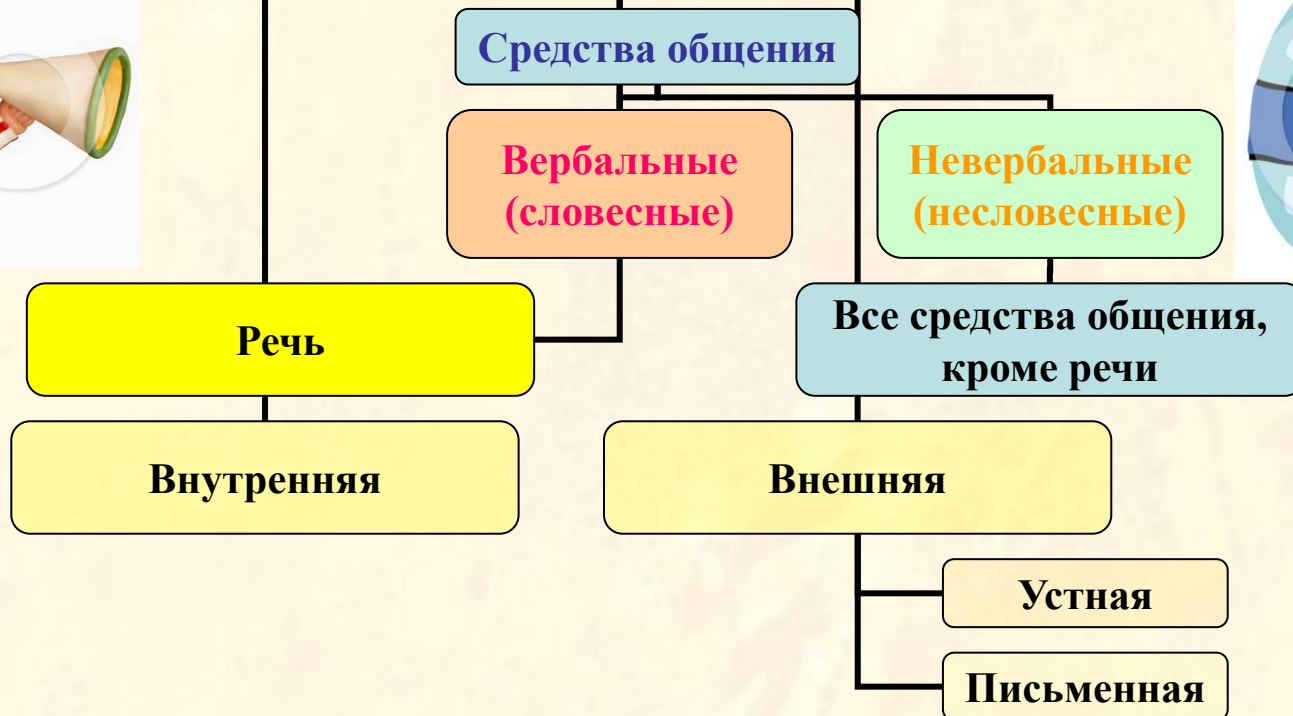 Средства общения
Вербальные
(словесные)
Невербальные
(несловесные)
Речь
Все средства общения,
кроме речи
Внутренняя
Внешняя
Устная
Письменная